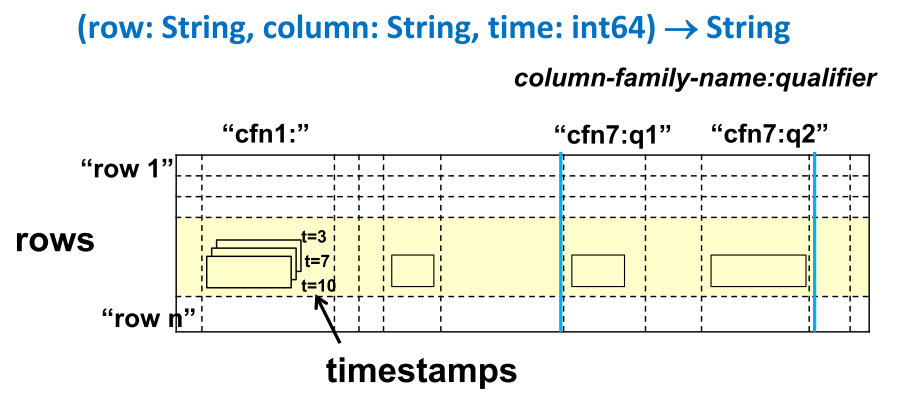 (row: String, column: String, time: int64) → String
column-family-name:qualifier
“cfn1:” “cfn7:q1” “cfn7:q2”
“row 1”
rows
t=3
t=7
t=10
“row n”
timestamps